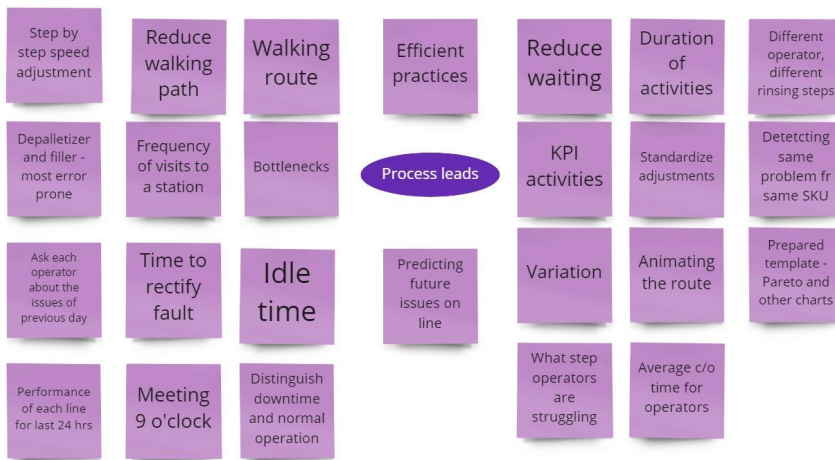 Step by
step speed
adjustment
Reduce
walking
path
Walking
route
Efficient
practices
Reduce
waiting
Duration
of
activities
Different
operator,
different
rinsing steps
Depalletizer
and filler -
most error
prone
Frequency
of visits to
a station
Bottlenecks
Process leads
KPI
activities
Standardize
adjustments
Detetcting
same
problem fr
same SKU
Ask each
operator
about the
issues of
previous day
Time to
rectify
fault
Idle
time
Predicting
future
issues on
line
Variation
Animating
the route
Prepared
template -
Pareto and
other charts
Performance
of each line
for last 24 hrs
Meeting
9 o'clock
Distinguish
downtime
and normal
operation
What step
operators
are
struggling
Average c/o
time for
operators